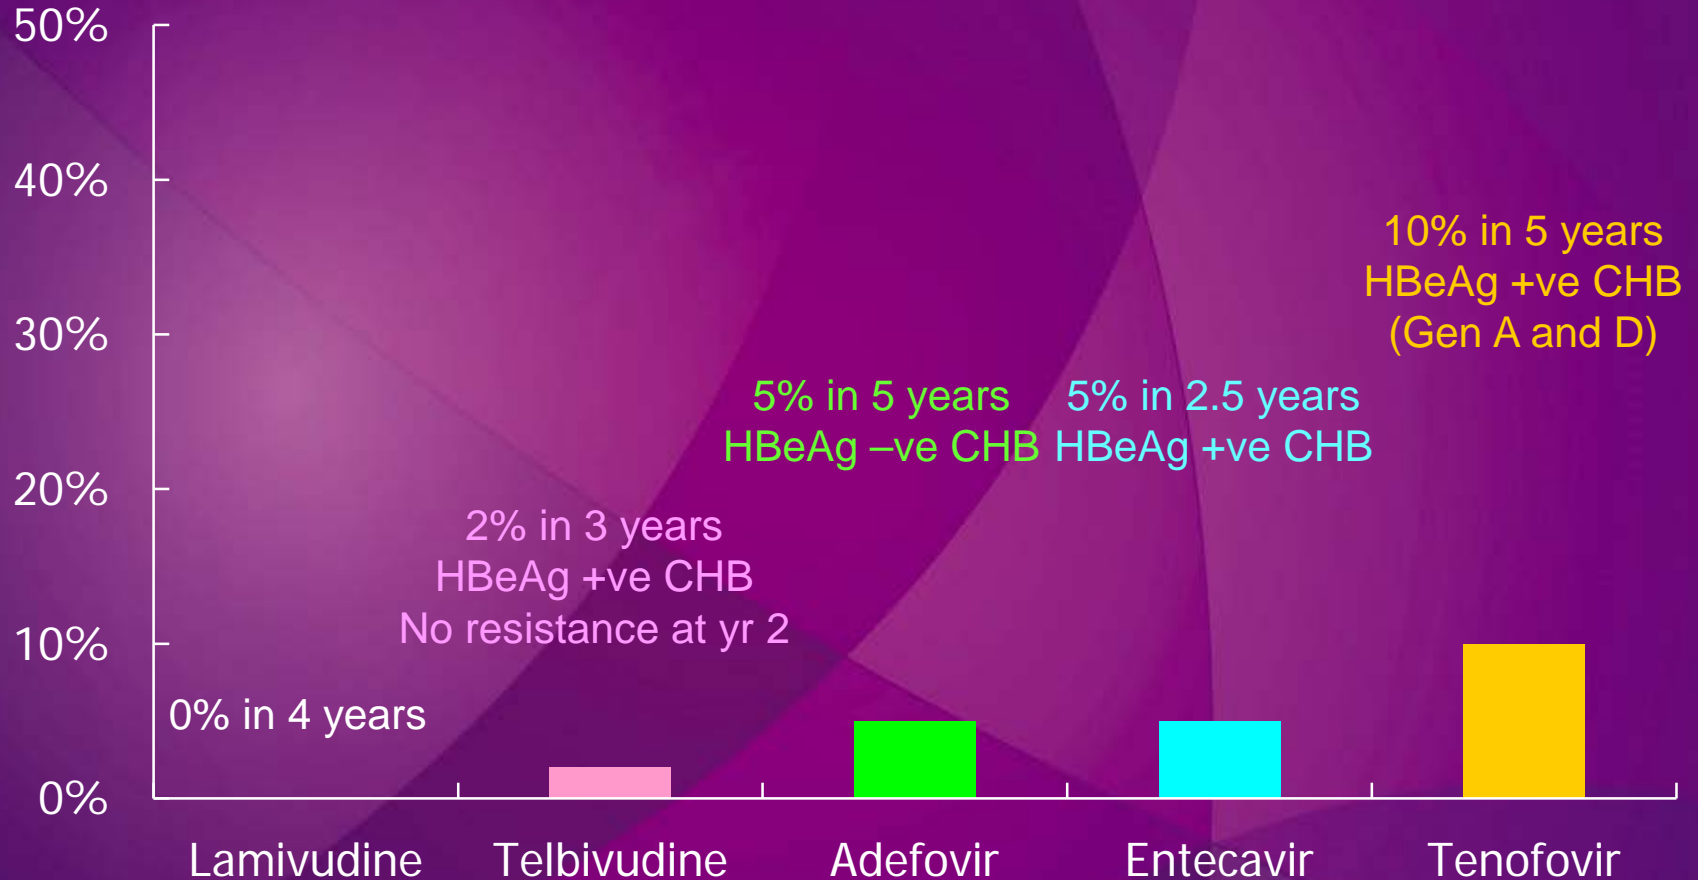 50%
40%
30%
20%
10%
0%
10% in 5 years
HBeAg +ve CHB
(Gen A and D)
5% in 5 years
HBeAg –ve CHB
5% in 2.5 years
HBeAg +ve CHB
2% in 3 years
HBeAg +ve CHB
No resistance at yr 2
0% in 4 years
Lamivudine Telbivudine Adefovir Entecavir Tenofovir